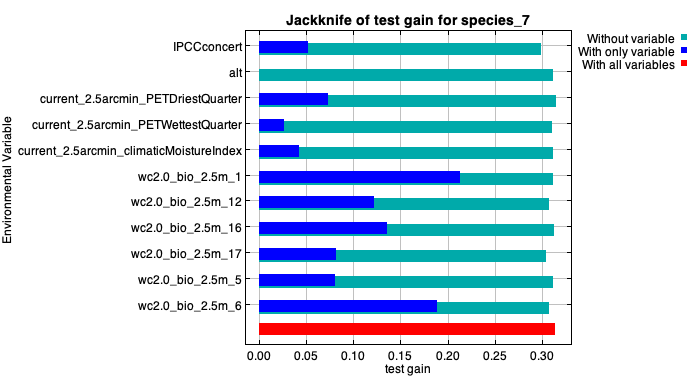 Jackknife of test gain for species_7
Without variable
With only variable
With all variables
Environmental Variable
IPCCconcert
alt
current_2.5arcmin_PETDriestQuarter
current_2.5arcmin_PETWettestQuarter
current_2.5arcmin_climaticMoistureIndex
wc2.0_bio_2.5m_1
wc2.0_bio_2.5m_12
wc2.0_bio_2.5m_16
wc2.0_bio_2.5m_17
wc2.0_bio_2.5m_5
wc2.0_bio_2.5m_6
0.00 0.05 0.10 0.15 0.20 0.25 0.30
test gain